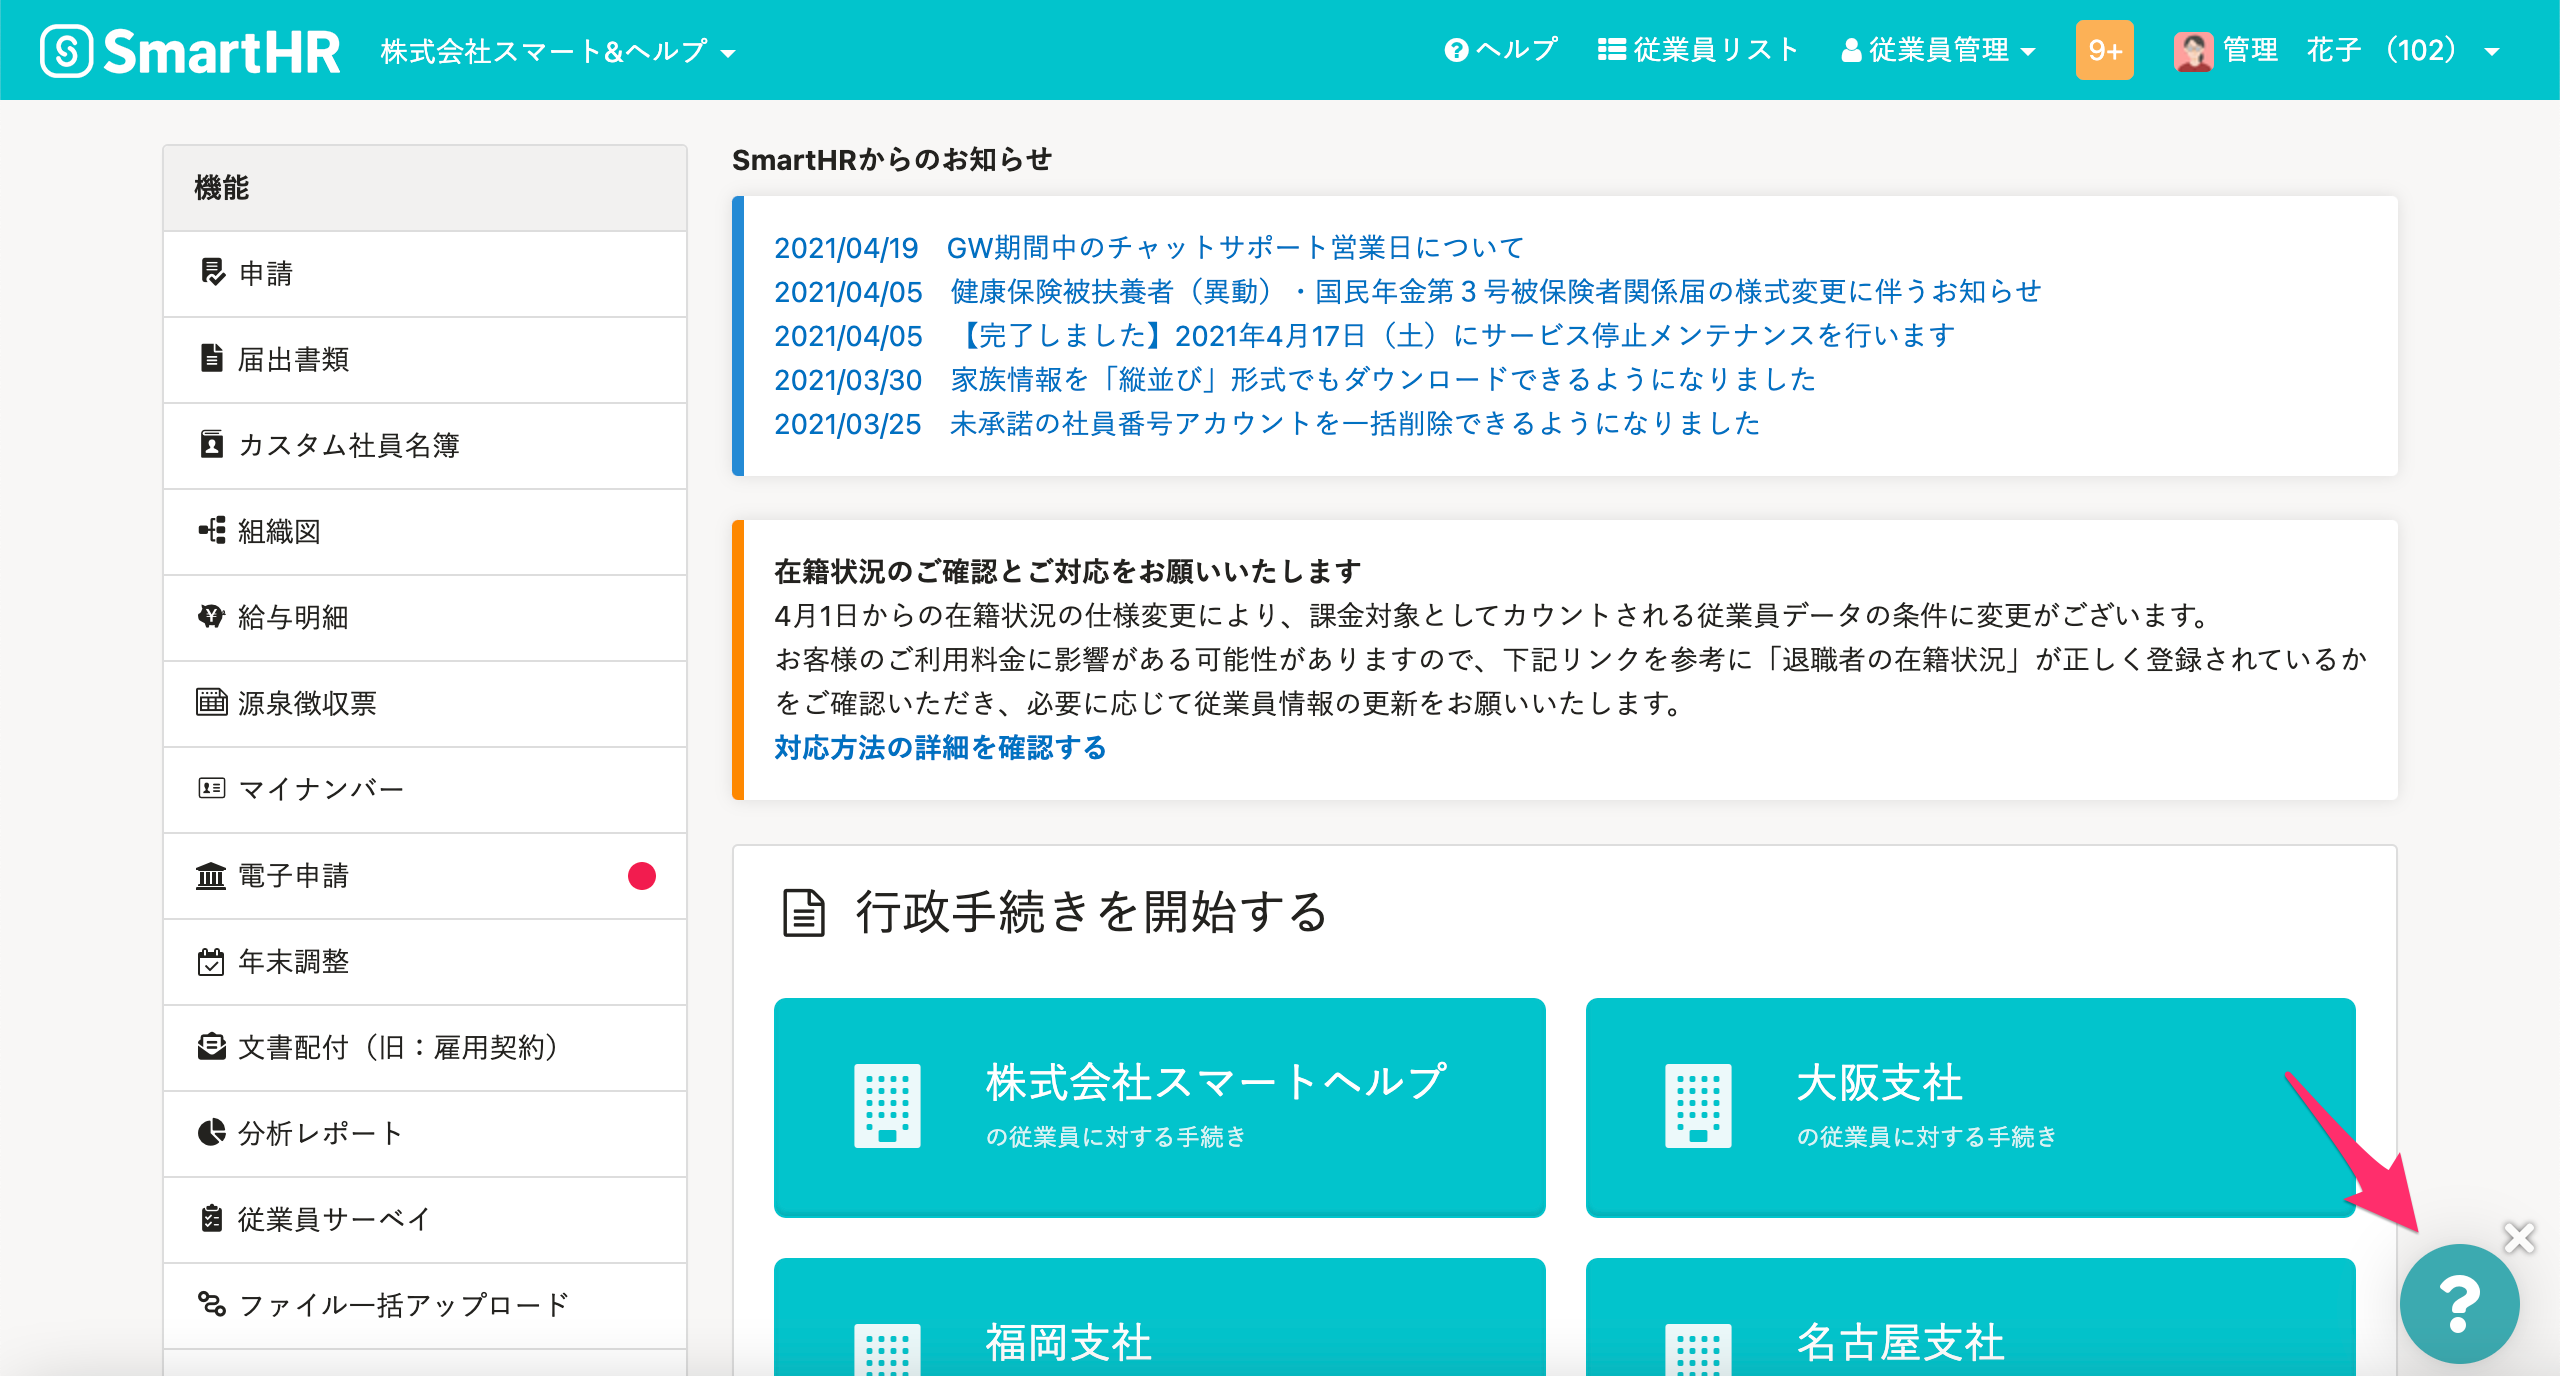 SmartHR 株式会社スマート&ヘルプ ヘルプ 従業員リスト 従業員管理 9+ 管理 花子 （102）
機能
申請
届出書類
カスタム社員名簿
組織図
給与明細
源泉徴収票
マイナンバー
電子申請
年末調整
文書配付（旧：雇用契約）
分析レポート
従業員サーベイ
ファイル一括アップロード
SmartHRからのお知らせ
2021/04/19 GW期間中のチャットサポート営業日について
2021/04/05 健康保険被扶養者（異動）・国民年金第３号被保険者関係届の様式変更に伴うお知らせ
2021/04/05 【完了しました】2021年4月17日（土）にサービス停止メンテナンスを行います
2021/03/30 家族情報を「縦並び」形式でもダウンロードできるようになりました
2021/03/25 未承諾の社員番号アカウントを一括削除できるようになりました
在籍状況のご確認とご対応をお願いいたします
4月1日からの在籍状況の仕様変更により、課金対象としてカウントされる従業員データの条件に変更がございます。
お客様のご利用料金に影響がある可能性がありますので、下記リンクを参考に「退職者の在籍状況」が正しく登録されているか
をご確認いただき、必要に応じて従業員情報の更新をお願いいたします。
対応方法の詳細を確認する
行政手続きを開始する
株式会社スマートヘルプ
の従業員に対する手続き
大阪支社
の従業員に対する手続き
福岡支社
名古屋支社
?